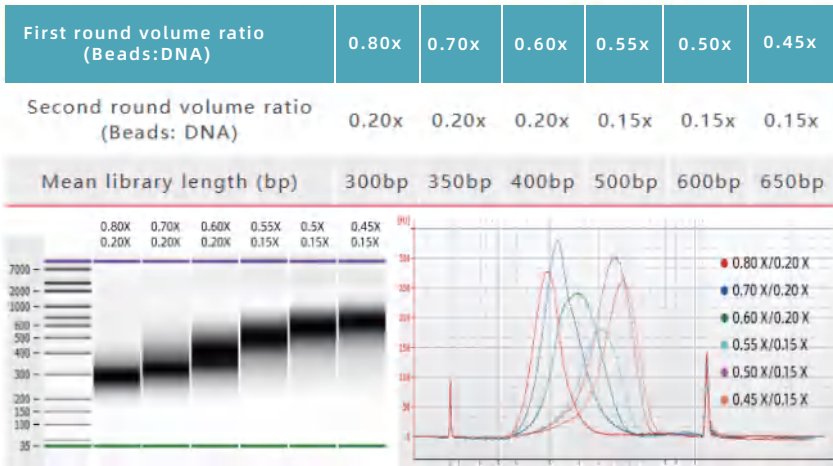 First round volume ratio
(Beads:DNA)
0.80x 0.70x 0.60x 0.55x 0.50x 0.45x
Second round volume ratio
(Beads: DNA)
0.20x 0.20x 0.20x 0.15x 0.15x 0.15x
Mean library length (bp) 300bp 350bp 400bp 500bp 600bp 650bp
0.80X 0.70X 0.60X 0.55X 0.5X 0.45X
0.20X 0.20X 0.20X 0.15X 0.15X 0.15X
7000
2000
1000
600
500
400
300
200
150
100
35
0.80 X/0.20 X
0.70 X/0.20 X
0.60 X/0.20 X
0.55 X/0.15 X
0.50 X/0.15 X
0.45 X/0.15 X